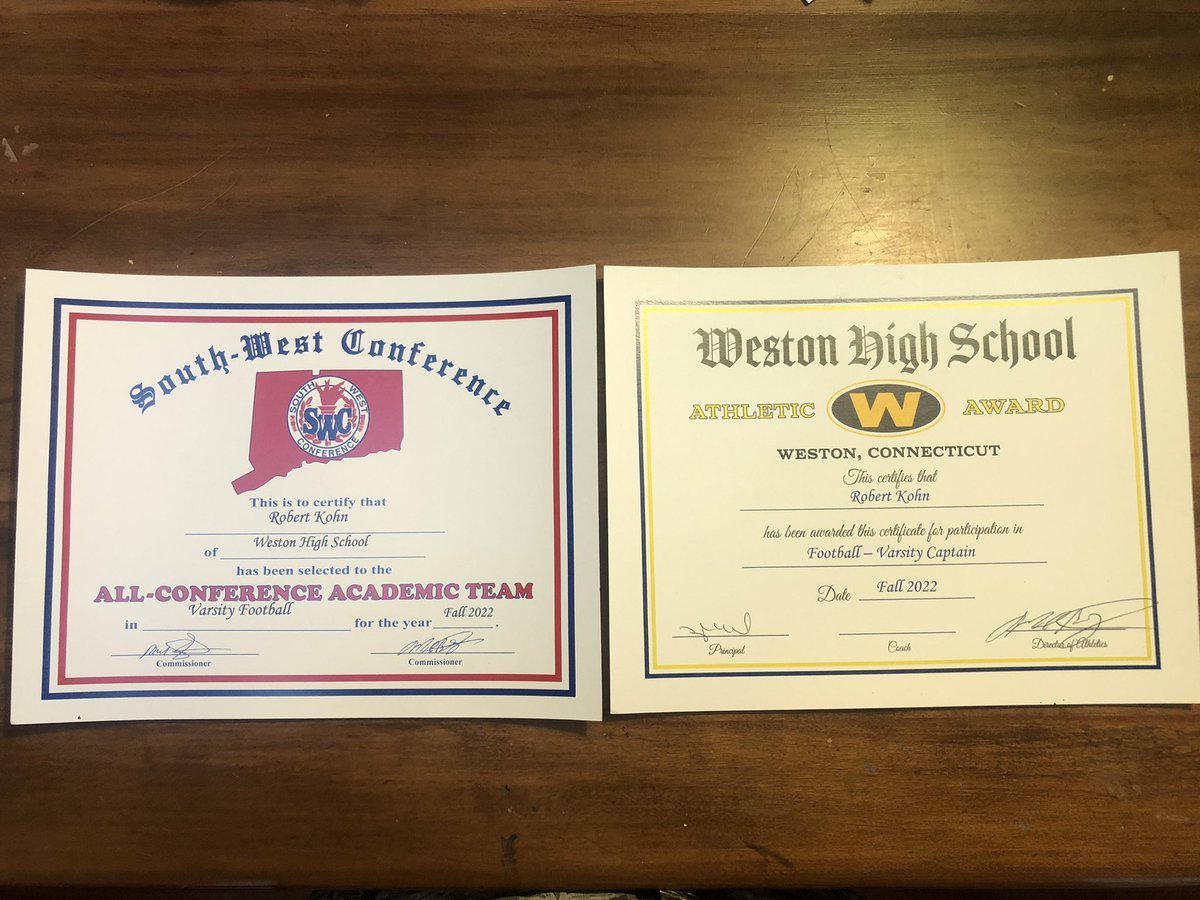 South-West Conference
SOUTH WEST
SWC
CONFERENCE
This is to certify that
Robert Kohn
of Weston High School
has been selected to the
ALL-CONFERENCE ACADEMIC TEAM
in Varsity Football for the year Fall 2022.
Commissioner Commissioner
Weston High School
ATHLETIC W AWARD
WESTON, CONNECTICUT
This certifies that
Robert Kohn
has been awarded this certificate for participation in
Football – Varsity Captain
Date Fall 2022
Principal Coach Director of Athletics